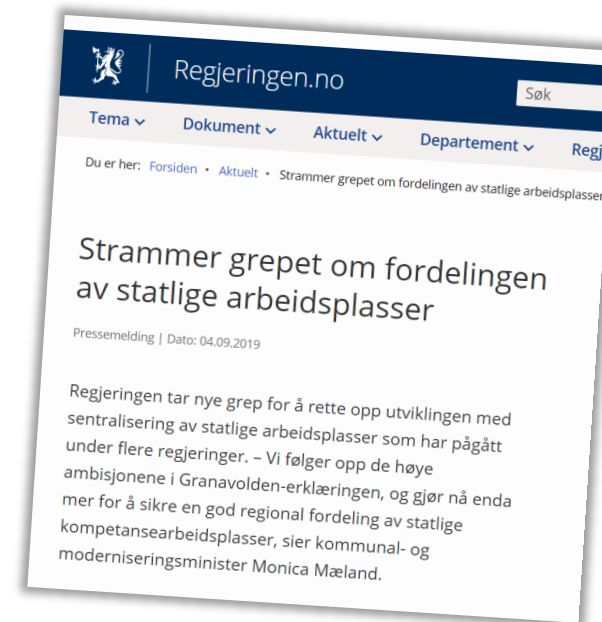 Regjeringen.no
Søk
Tema
Dokument
Aktuelt
Departement
Regj
Du er her: Forsiden • Aktuelt • Strammer grepet om fordelingen av statlige arbeidsplasser
Strammer grepet om fordelingen
av statlige arbeidsplasser
Pressemelding | Dato: 04.09.2019
Regjeringen tar nye grep for å rette opp utviklingen med
sentralisering av statlige arbeidsplasser som har pågått
under flere regjeringer. – Vi følger opp de høye
ambisjonene i Granavolden-erklæringen, og gjør nå enda
mer for å sikre en god regional fordeling av statlige
kompetansearbeidsplasser, sier kommunal- og
moderniseringsminister Monica Mæland.